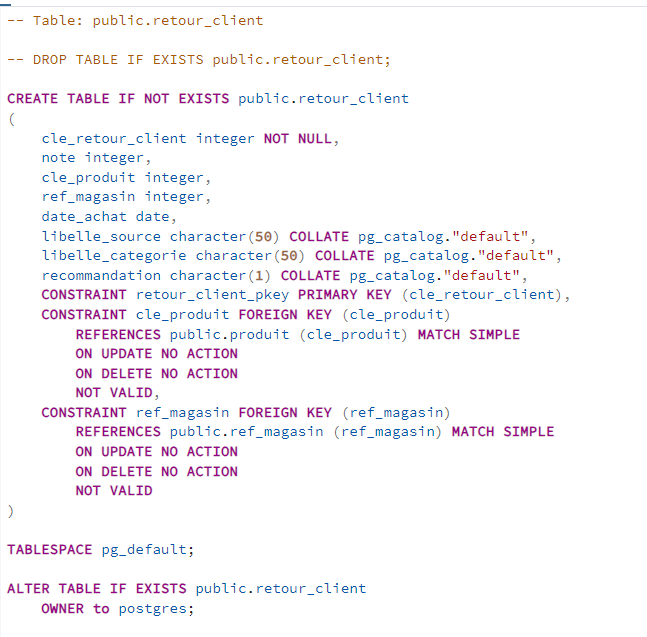 -- Table: public.retour_client
-- DROP TABLE IF EXISTS public.retour_client;
CREATE TABLE IF NOT EXISTS public.retour_client
(
    cle_retour_client integer NOT NULL,
    note integer,
    cle_produit integer,
    ref_magasin integer,
    date_achat date,
    libelle_source character(50) COLLATE pg_catalog."default",
    libelle_categorie character(50) COLLATE pg_catalog."default",
    recommandation character(1) COLLATE pg_catalog."default",
    CONSTRAINT retour_client_pkey PRIMARY KEY (cle_retour_client),
    CONSTRAINT cle_produit FOREIGN KEY (cle_produit)
        REFERENCES public.produit (cle_produit) MATCH SIMPLE
        ON UPDATE NO ACTION
        ON DELETE NO ACTION
        NOT VALID,
    CONSTRAINT ref_magasin FOREIGN KEY (ref_magasin)
        REFERENCES public.ref_magasin (ref_magasin) MATCH SIMPLE
        ON UPDATE NO ACTION
        ON DELETE NO ACTION
        NOT VALID
)
TABLESPACE pg_default;
ALTER TABLE IF EXISTS public.retour_client
    OWNER to postgres;